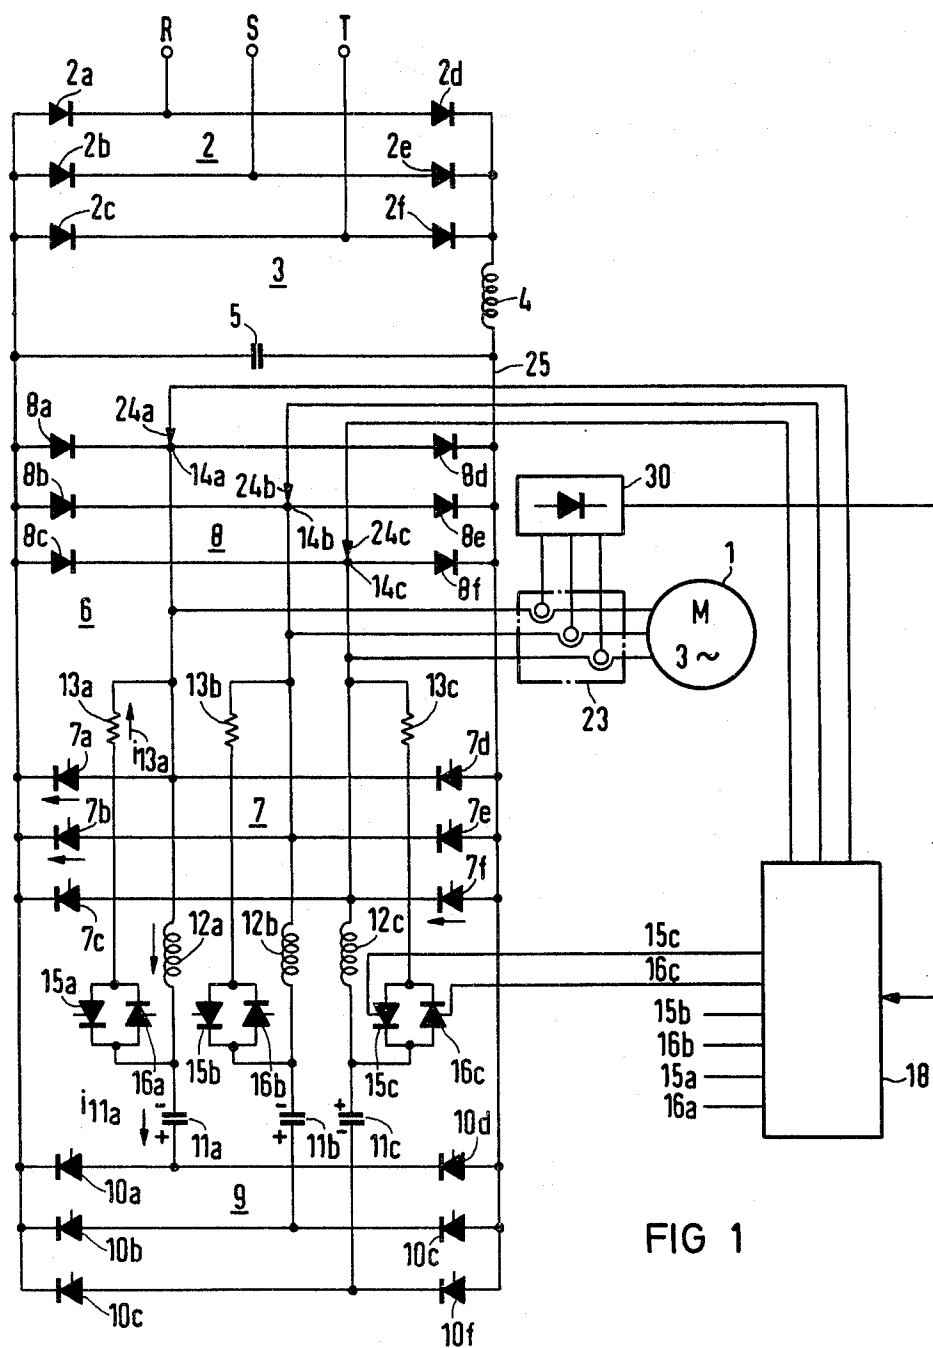 R S T
2a 2d
2b 2 2e
2c 2f
3
4
5
25
8a 24a
14a 8d
8b 24b 30
14b 8e
8c 8 24c
14c 8f
1
6
M
3~
13a 13b 13c
23
i13a
7a 7d
7b 7 7e
7f
7c 12a 12b 12c
15c
16c
15a
15b
16b
15a
16a
18
16a 15b 16b 15c 16c
i11a - - +
+ 11a + 11b - 11c
10d
10a 9
10b 10c
10c 10f
FIG 1